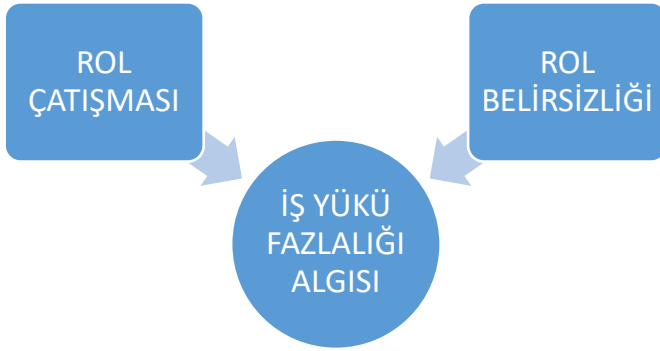 ROL
ÇATIŞMASI
ROL
BELİRSİZLİĞİ
İŞ YÜKÜ
FAZLALIĞI
ALGISI